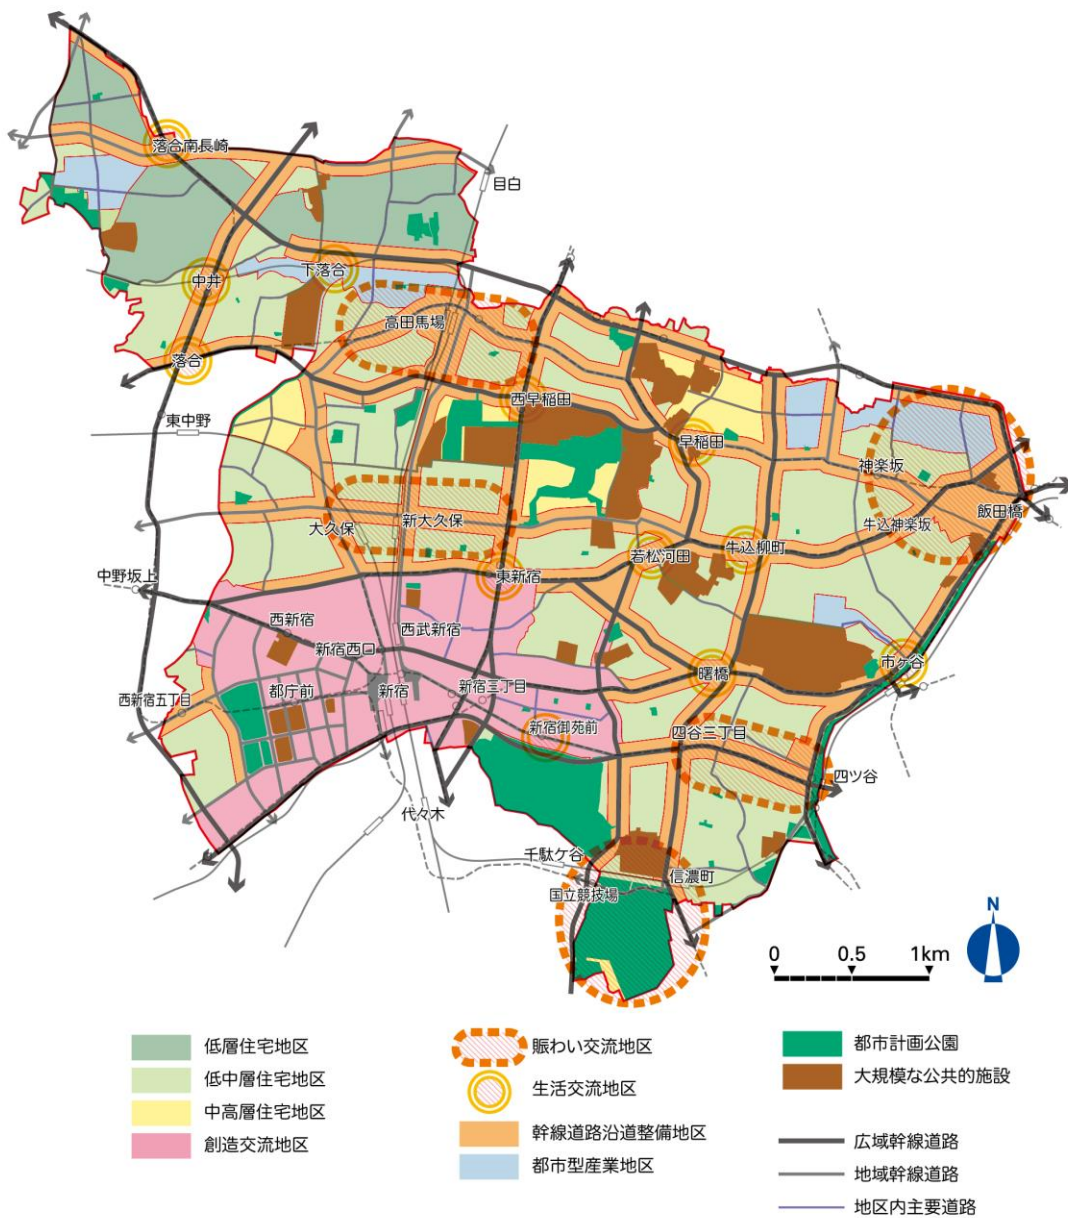 落合南長崎
目白
中井
下落合
高田馬場
落合
西早稲田
東中野
早稲田
神楽坂
飯田橋
牛込神楽坂
大久保
新大久保
若松河田
牛込柳町
東新宿
中野坂上
西新宿
西武新宿
新宿西口
市ヶ谷
曙橋
西新宿五丁目
都庁前
新宿
新宿三丁目
新宿御苑前
四谷三丁目
四ツ谷
代々木
千駄ケ谷
信濃町
国立競技場
N
0 0.5 1km
低層住宅地区
低中層住宅地区
中高層住宅地区
創造交流地区
賑わい交流地区
生活交流地区
幹線道路沿道整備地区
都市型産業地区
都市計画公園
大規模な公共的施設
広域幹線道路
地域幹線道路
地区内主要道路